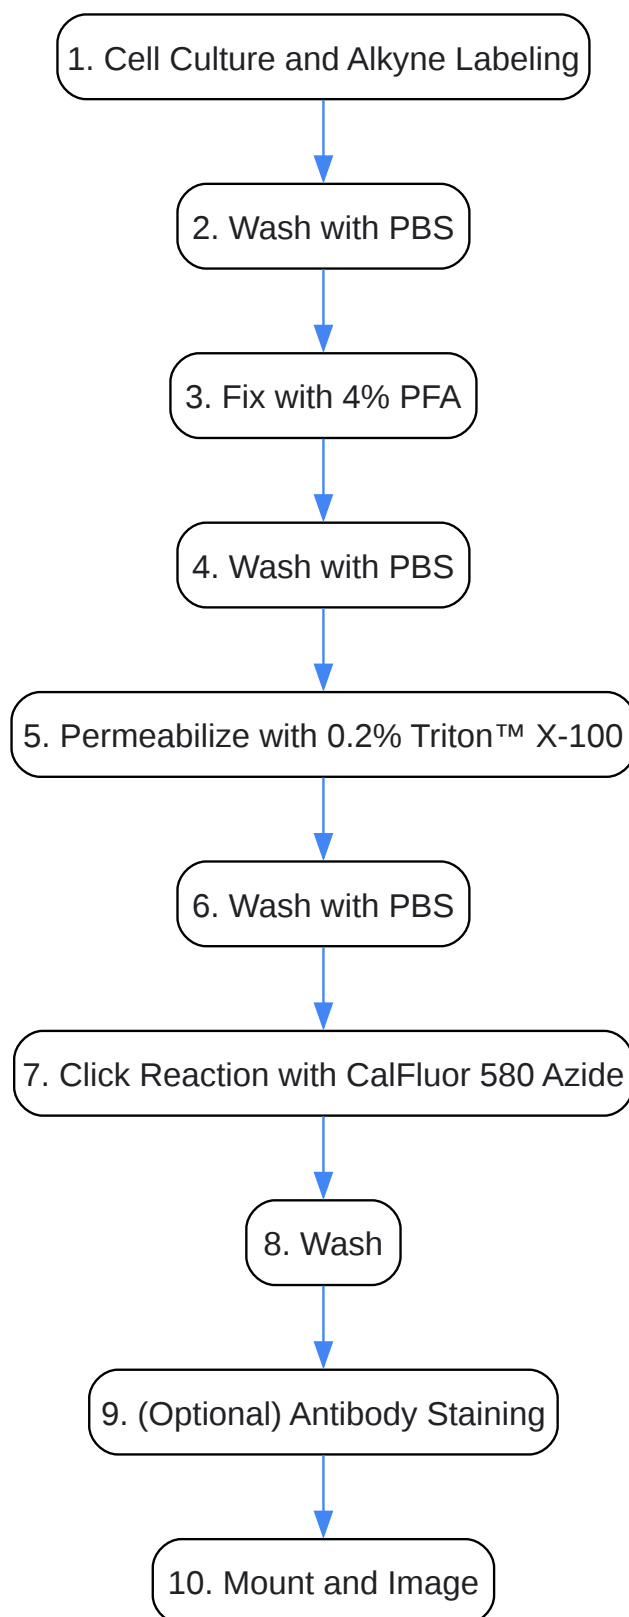 1. Cell Culture and Alkyne Labeling
2. Wash with PBS
3. Fix with 4% PFA
4. Wash with PBS
5. Permeabilize with 0.2% Triton™ X-100
6. Wash with PBS
7. Click Reaction with CalFluor 580 Azide
8. Wash
9. (Optional) Antibody Staining
10. Mount and Image